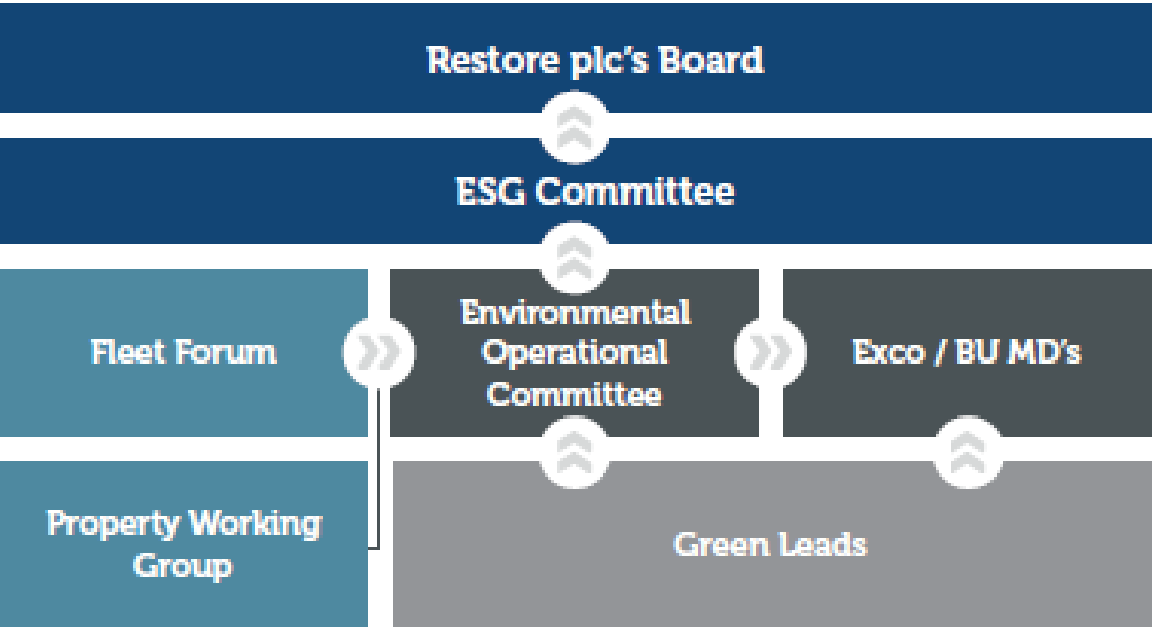 Restore plc's Board
ESG Committee
Fleet Forum
Environmental
Operational
Committee
Exco / BU MD's
Property Working
Group
Green Leads